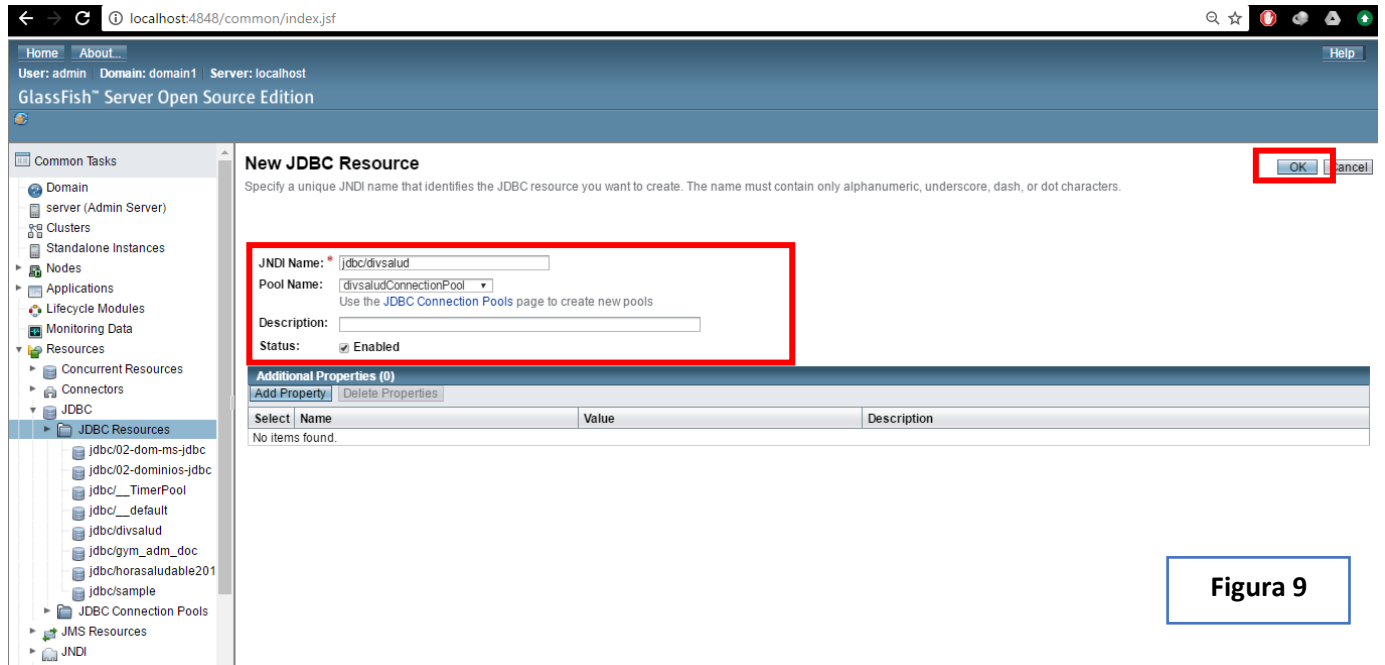 localhost:4848/common/index.jsf
Home About... Help
User: admin Domain: domain1 Server: localhost
GlassFish™ Server Open Source Edition
Common Tasks
Domain
server (Admin Server)
Clusters
Standalone Instances
Nodes
Applications
Lifecycle Modules
Monitoring Data
Resources
Concurrent Resources
Connectors
JDBC
JDBC Resources
jdbc/02-dom-ms-jdbc
jdbc/02-dominios-jdbc
jdbc/__TimerPool
jdbc/__default
jdbc/divsalud
jdbc/gym_adm_doc
jdbc/horasaludable201
jdbc/sample
JDBC Connection Pools
JMS Resources
JNDI
New JDBC Resource
OK Cancel
Specify a unique JNDI name that identifies the JDBC resource you want to create. The name must contain only alphanumeric, underscore, dash, or dot characters.
JNDI Name: * jdbc/divsalud
Pool Name: divsaludConnectionPool
Use the JDBC Connection Pools page to create new pools
Description:
Status: Enabled
Additional Properties (0)
Add Property Delete Properties
Select Name Value Description
No items found.
Figura 9